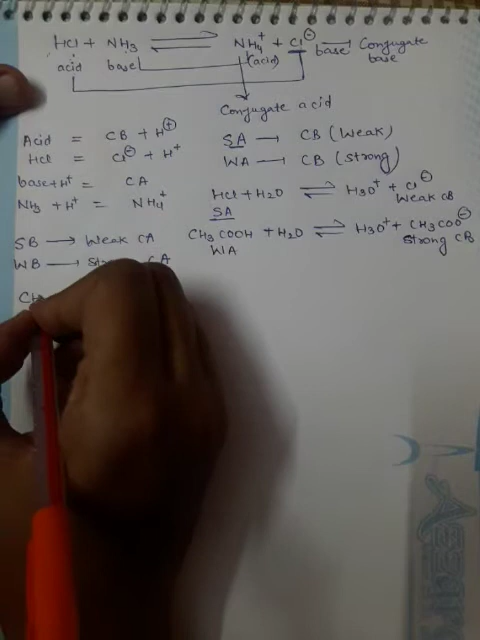 HCl + NH₃ ⇌ NH₄⁺ + Cl⊖ → Conjugate
acid base (acid) base base
Conjugate acid
Acid = CB + H⊕
HCl = Cl⊖ + H⁺
base + H⁺ = CA
NH₃ + H⁺ = NH₄⁺
SB → Weak CA
WB → CA
SA → CB (Weak)
WA → CB (strong)
HCl + H₂O ⇌ H₃O⁺ + Cl⊖
SA Weak CB
CH₃COOH + H₂O ⇌ H₃O⁺ + CH₃COO⊖
WA Strong CB